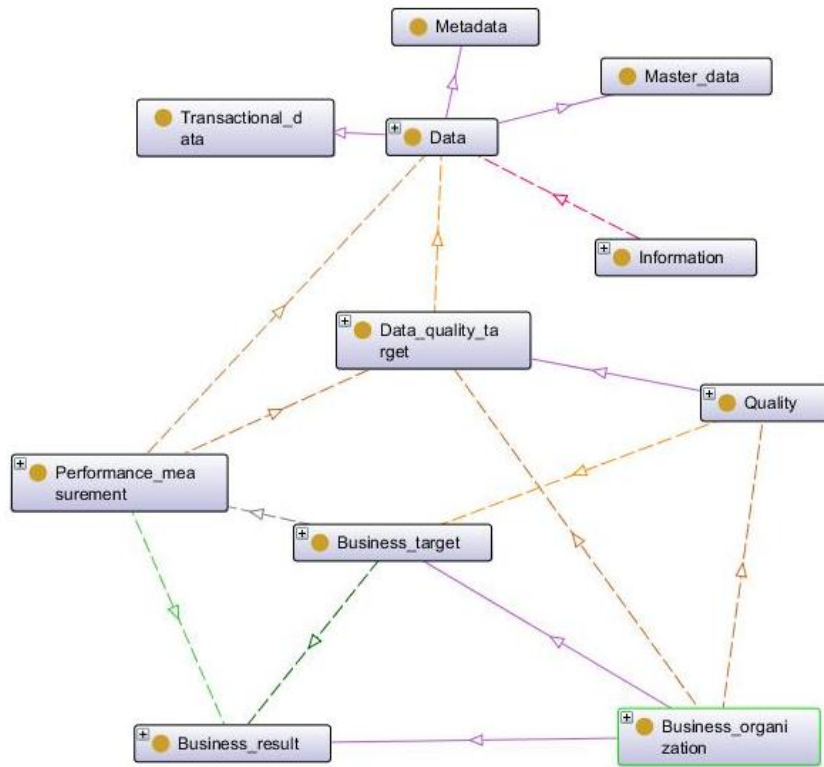 Metadata
Master_data
Transactional_d
ata
Data
Information
Data_quality_ta
rget
Quality
Performance_mea
surement
Business_target
Business_organi
zation
Business_result